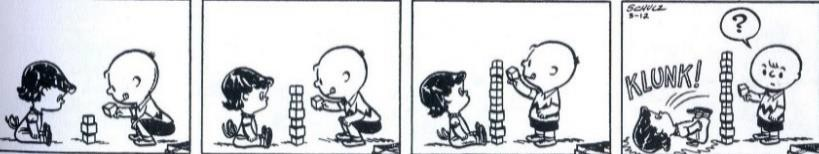 SCHULZ
3-12
?
KLUNK!